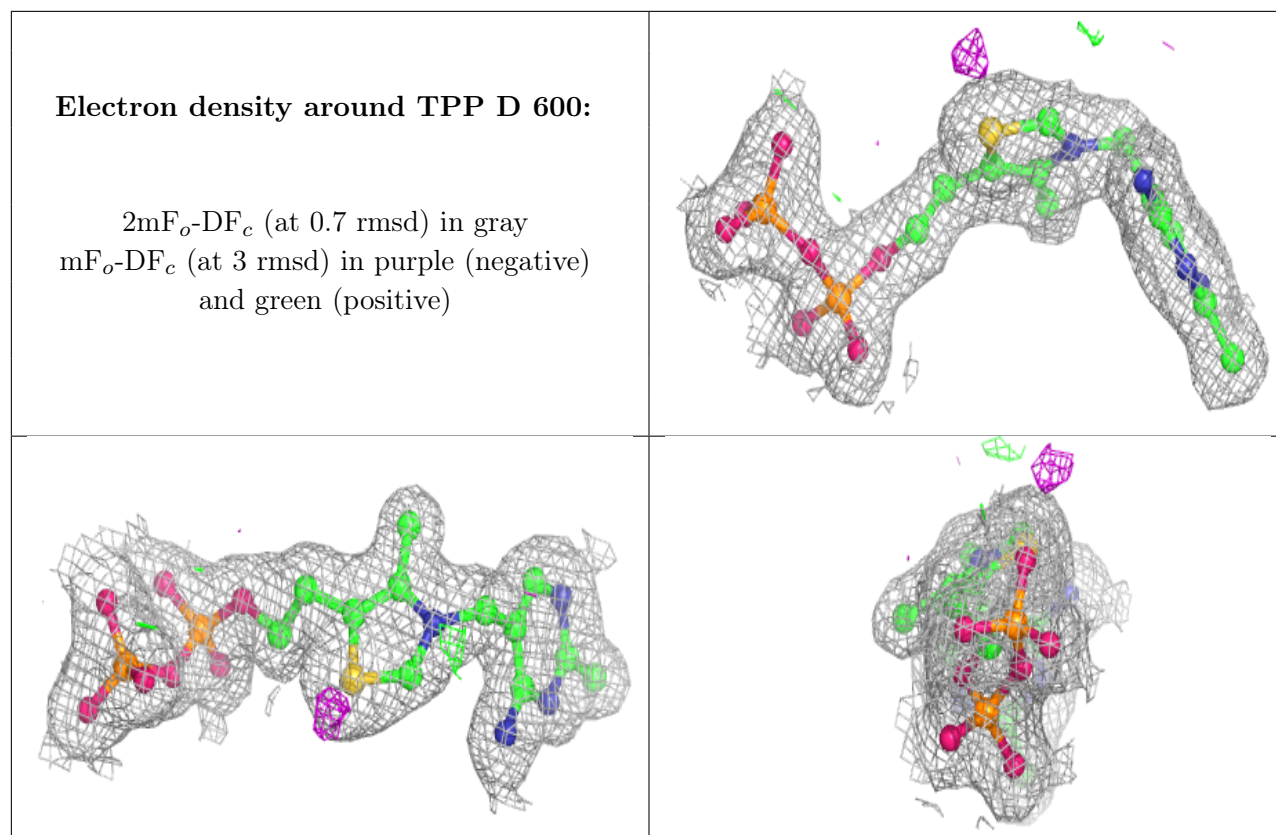 Electron density around TPP D 600:
2mFo-DFc (at 0.7 rmsd) in gray
mFo-DFc (at 3 rmsd) in purple (negative)
and green (positive)